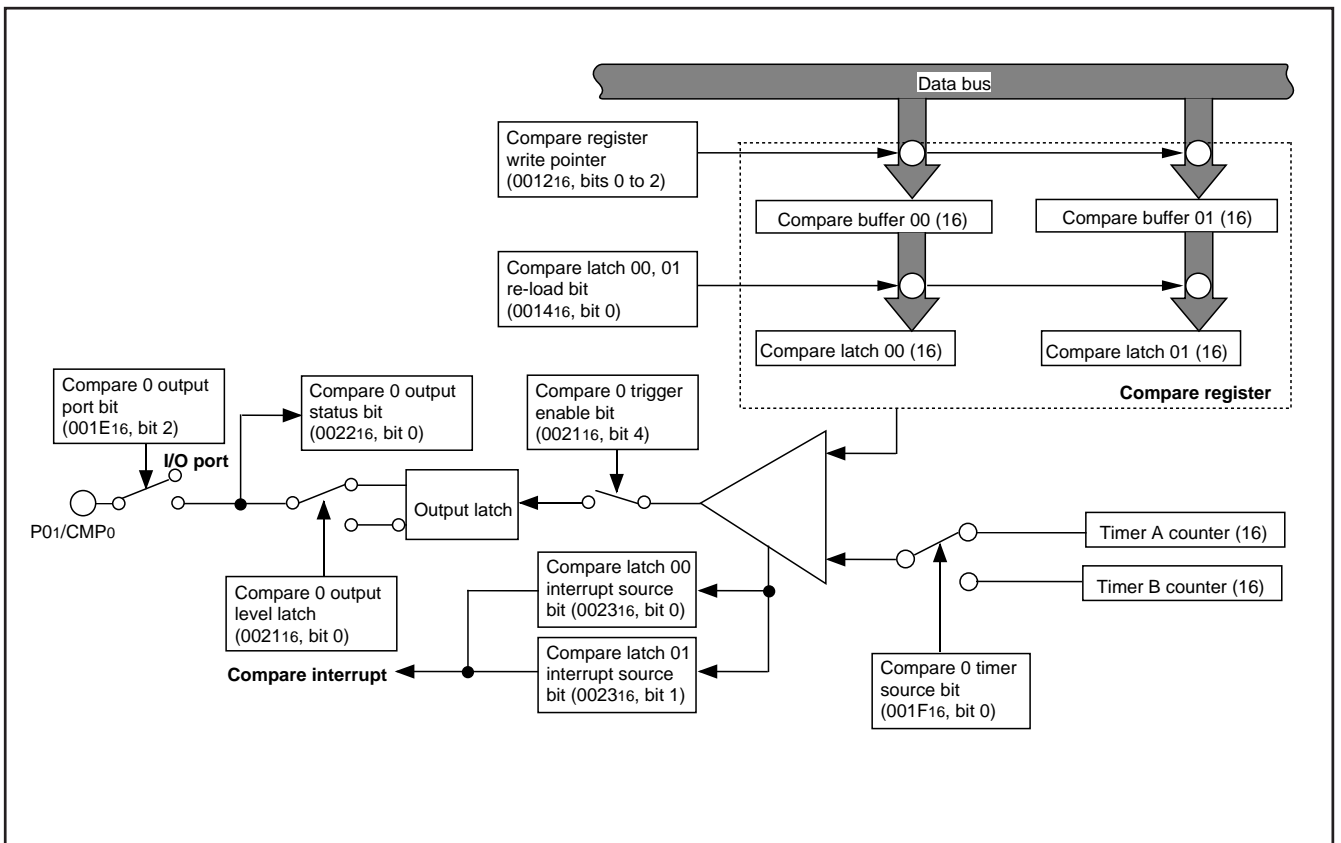 Data bus
Compare register
write pointer
(001216, bits 0 to 2)
Compare buffer 00 (16)
Compare buffer 01 (16)
Compare latch 00, 01
re-load bit
(001416, bit 0)
Compare latch 00 (16)
Compare latch 01 (16)
Compare register
Compare 0 output
port bit
(001E16, bit 2)
Compare 0 output
status bit
(002216, bit 0)
Compare 0 trigger
enable bit
(002116, bit 4)
I/O port
P01/CMP0
Output latch
Timer A counter (16)
Timer B counter (16)
Compare 0 output
level latch
(002116, bit 0)
Compare latch 00
interrupt source
bit (002316, bit 0)
Compare latch 01
interrupt source
bit (002316, bit 1)
Compare interrupt
Compare 0 timer
source bit
(001F16, bit 0)